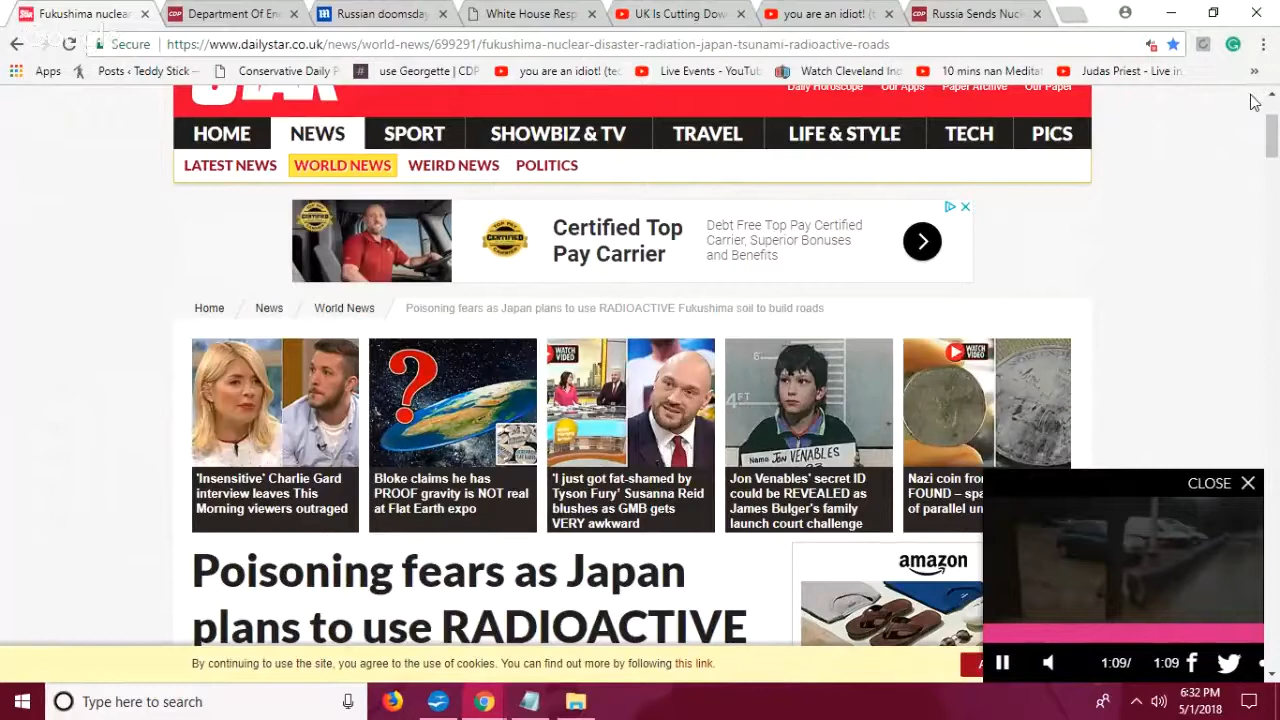 Fukushima nuclear
Department Of Ene
Russian doomsday
White House Resp
UK Is Cutting Dow
you are an idiot! (t
Russia Sends Nucl
Secure
https://www.dailystar.co.uk/news/world-news/699291/fukushima-nuclear-disaster-radiation-japan-tsunami-radioactive-roads
Apps
Posts ‹ Teddy Stick —
Conservative Daily P
use Georgette | CDP
you are an idiot! (tec
Live Events - YouTub
Watch Cleveland Ind
10 mins nan Meditat
Judas Priest - Live in
STAR
Daily Horoscope
Our Apps
Paper Archive
Our Paper
HOME
NEWS
SPORT
SHOWBIZ & TV
TRAVEL
LIFE & STYLE
TECH
PICS
LATEST NEWS
WORLD NEWS
WEIRD NEWS
POLITICS
CERTIFIED
Certified Top
Pay Carrier
Debt Free Top Pay Certified
Carrier, Superior Bonuses
and Benefits
Home
News
World News
Poisoning fears as Japan plans to use RADIOACTIVE Fukushima soil to build roads
WATCH
VIDEO
4FT
Name JON VENABLES
WATCH
VIDEO
'Insensitive' Charlie Gard
interview leaves This
Morning viewers outraged
Bloke claims he has
PROOF gravity is NOT real
at Flat Earth expo
'I just got fat-shamed by
Tyson Fury' Susanna Reid
blushes as GMB gets
VERY awkward
Jon Venables' secret ID
could be REVEALED as
James Bulger's family
launch court challenge
Nazi coin from
FOUND – spa
of parallel un
CLOSE
Poisoning fears as Japan
plans to use RADIOACTIVE
amazon
By continuing to use the site, you agree to the use of cookies. You can find out more by following this link.
1:09/ 1:09
Type here to search
6:32 PM
5/1/2018